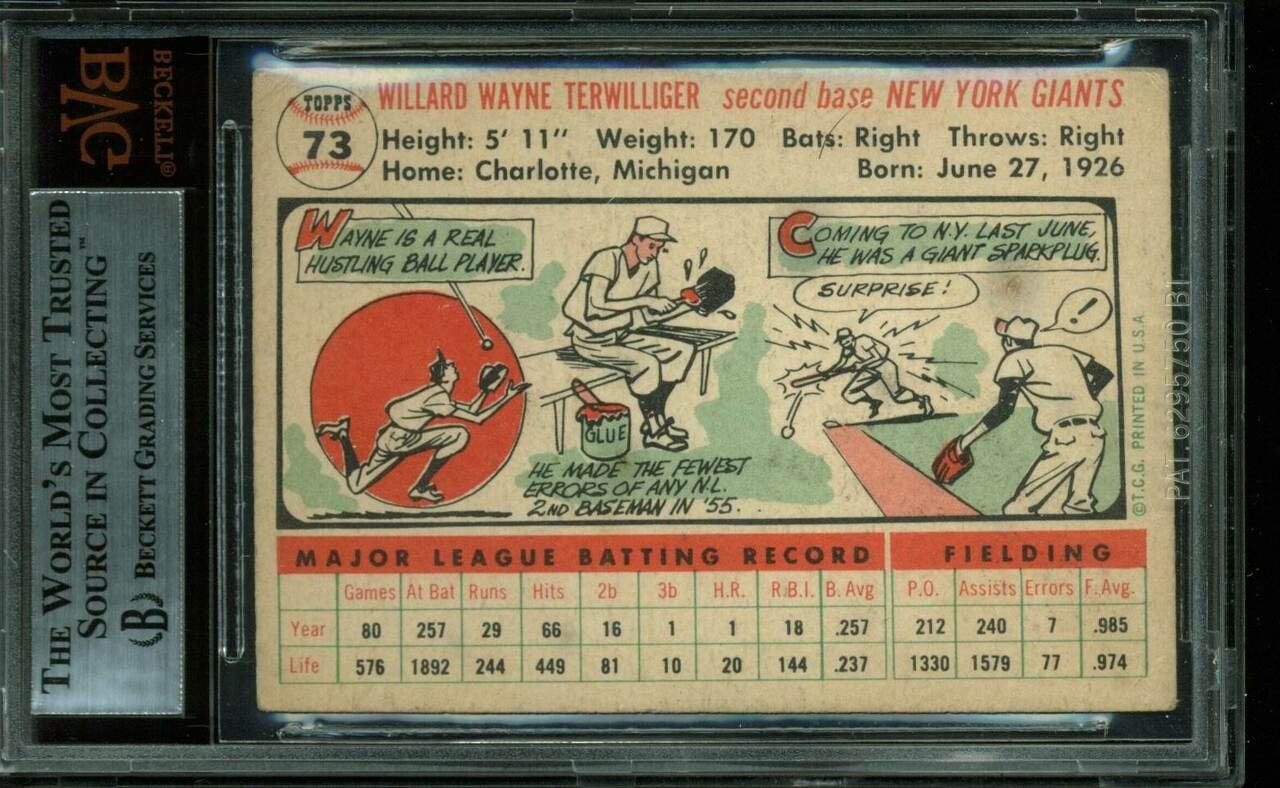 BVG
BECKETT®
THE WORLD'S MOST TRUSTED
SOURCE IN COLLECTING™
B BECKETT GRADING SERVICES
TOPPS
73
WILLARD WAYNE TERWILLIGER second base NEW YORK GIANTS
Height: 5' 11" Weight: 170 Bats: Right Throws: Right
Home: Charlotte, Michigan Born: June 27, 1926
WAYNE IS A REAL
HUSTLING BALL PLAYER.
GLUE
HE MADE THE FEWEST
ERRORS OF ANY N.L.
2ND BASEMAN IN '55.
COMING TO N.Y. LAST JUNE,
HE WAS A GIANT SPARKPLUG.
SURPRISE!
!
©T.C.G. PRINTED IN U.S.A
PAT. 6295750 B1
MAJOR LEAGUE BATTING RECORD FIELDING
Games At Bat Runs Hits 2b 3b H.R. R.B.I. B. Avg P.O. Assists Errors F. Avg.
Year 80 257 29 66 16 1 1 18 .257 212 240 7 .985
Life 576 1892 244 449 81 10 20 144 .237 1330 1579 77 .974